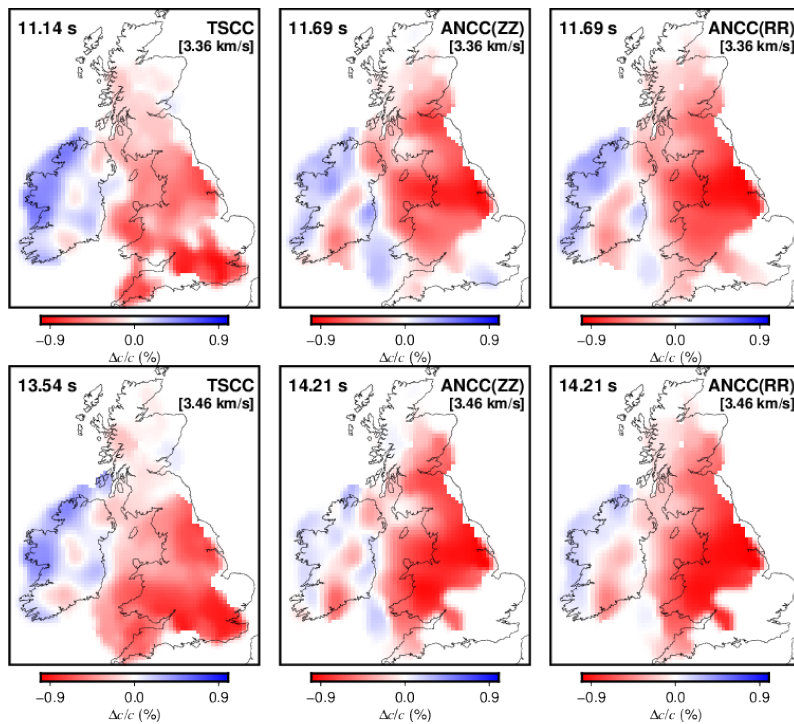 11.14 s TSCC
[3.36 km/s]
11.69 s ANCC(ZZ)
[3.36 km/s]
11.69 s ANCC(RR)
[3.36 km/s]
−0.9 0.0 0.9
Δc/c (%)
−0.9 0.0 0.9
Δc/c (%)
−0.9 0.0 0.9
Δc/c (%)
13.54 s TSCC
[3.46 km/s]
14.21 s ANCC(ZZ)
[3.46 km/s]
14.21 s ANCC(RR)
[3.46 km/s]
−0.9 0.0 0.9
Δc/c (%)
−0.9 0.0 0.9
Δc/c (%)
−0.9 0.0 0.9
Δc/c (%)